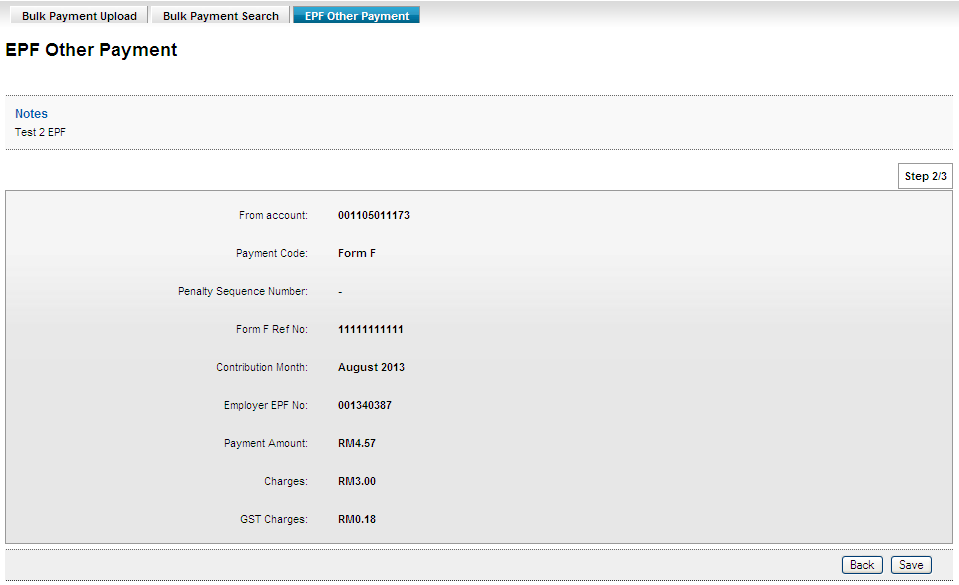 Bulk Payment Upload Bulk Payment Search EPF Other Payment
EPF Other Payment
Notes
Test 2 EPF
Step 2/3
From account: 001105011173
Payment Code: Form F
Penalty Sequence Number: -
Form F Ref No: 11111111111
Contribution Month: August 2013
Employer EPF No: 001340387
Payment Amount: RM4.57
Charges: RM3.00
GST Charges: RM0.18
Back Save